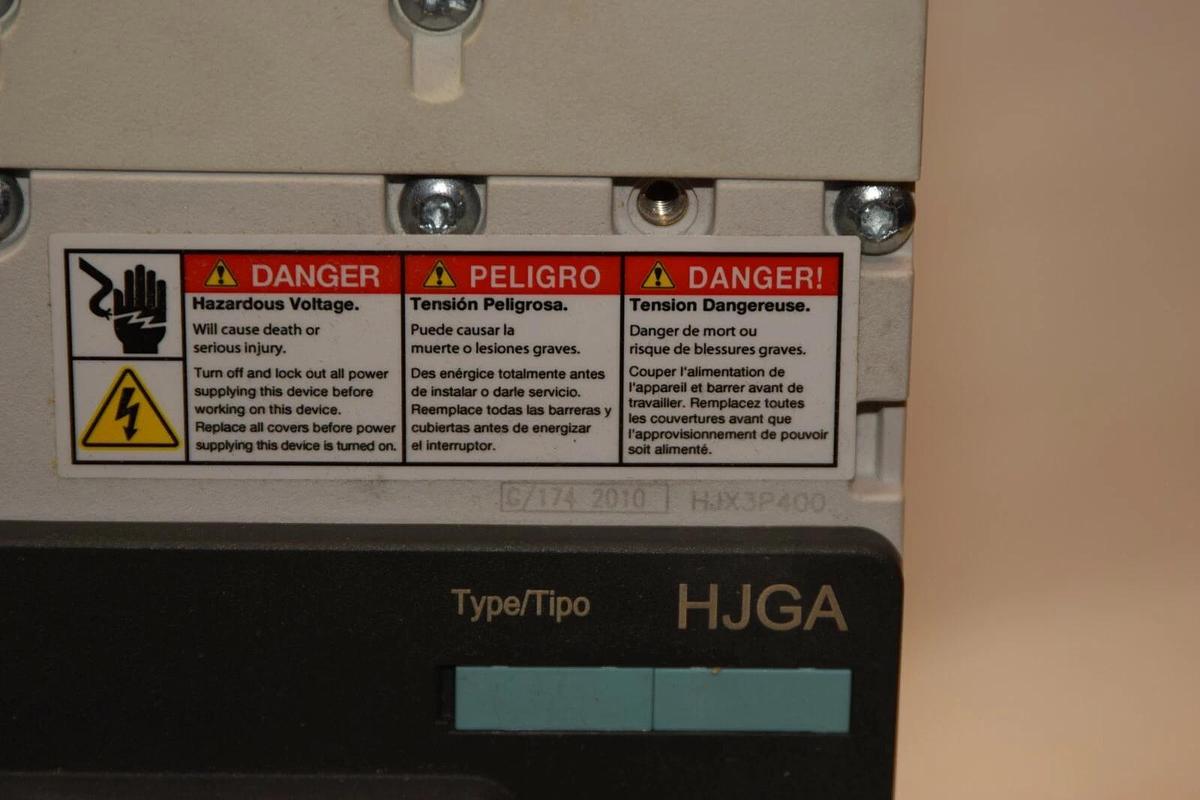 DANGER
Hazardous Voltage.
Will cause death or
serious injury.
Turn off and lock out all power
supplying this device before
working on this device.
Replace all covers before power
supplying this device is turned on.
PELIGRO
Tensión Peligrosa.
Puede causar la
muerte o lesiones graves.
Des enérgice totalmente antes
de instalar o darle servicio.
Reemplace todas las barreras y
cubiertas antes de energizar
el interruptor.
DANGER!
Tension Dangereuse.
Danger de mort ou
risque de blessures graves.
Couper l'alimentation de
l'appareil et barrer avant de
travailler. Remplacez toutes
les couvertures avant que
l'approvisionnement de pouvoir
soit alimenté.
G/174 2010 HJX3P400
Type/Tipo HJGA